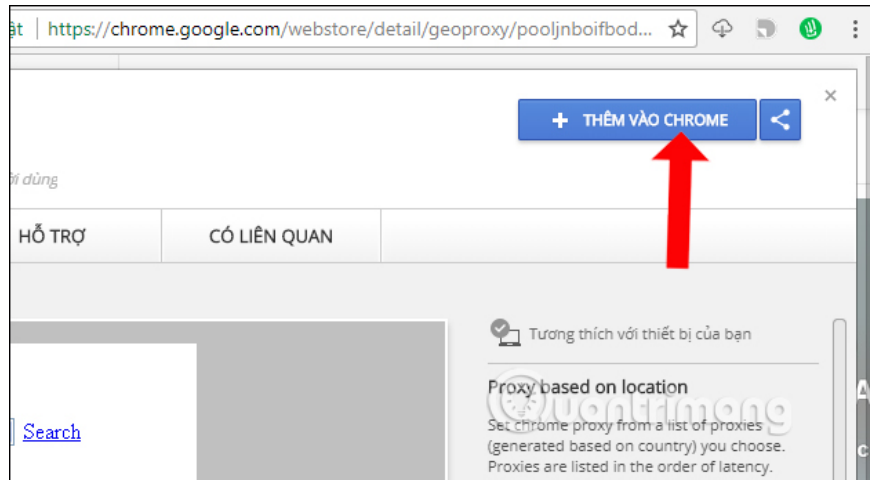 ật https://chrome.google.com/webstore/detail/geoproxy/pooljnboifbod...
THÊM VÀO CHROME
ời dùng
HỖ TRỢ
CÓ LIÊN QUAN
Tương thích với thiết bị của bạn
Proxy based on location
Quantrimang
Set chrome proxy from a list of proxies
(generated based on country) you choose.
Proxies are listed in the order of latency.
Search
A
c